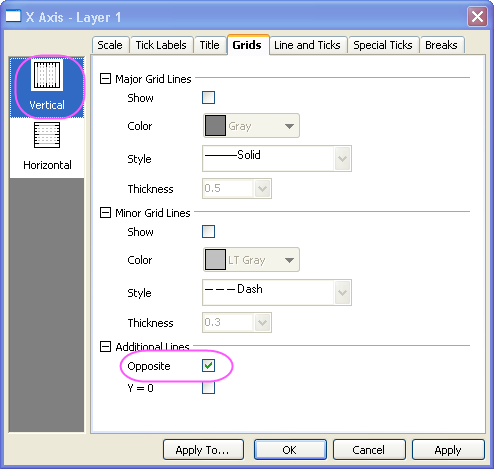 X Axis - Layer 1
Scale Tick Labels Title Grids Line and Ticks Special Ticks Breaks
Vertical
Horizontal
Major Grid Lines
Show
Color Gray
Style Solid
Thickness 0.5
Minor Grid Lines
Show
Color LT Gray
Style Dash
Thickness 0.3
Additional Lines
Opposite
Y = 0
Apply To... OK Cancel Apply